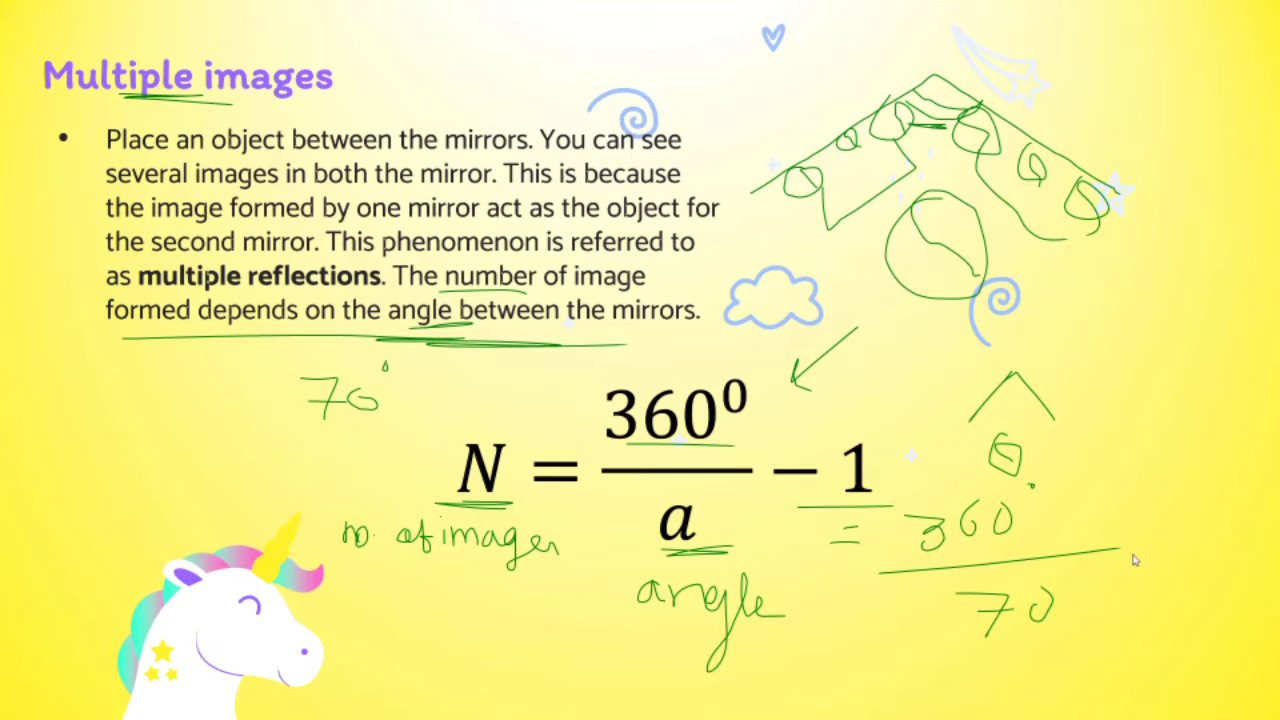 Multiple images
• Place an object between the mirrors. You can see
several images in both the mirror. This is because
the image formed by one mirror act as the object for
the second mirror. This phenomenon is referred to
as multiple reflections. The number of image
formed depends on the angle between the mirrors.
70°
N = 360⁰/a − 1
no. of images
angle
= 360
70